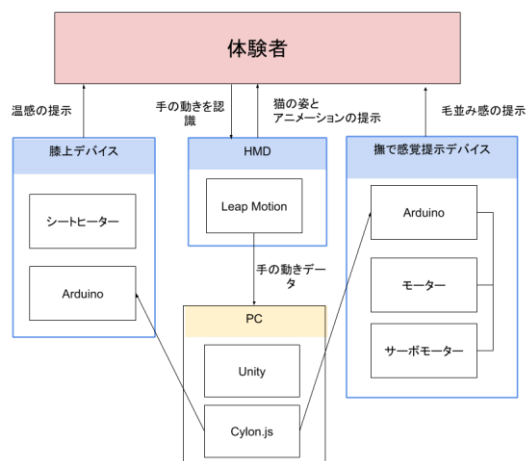 体験者
温感の提示
手の動きを認
識
猫の姿と
アニメーションの提示
毛並み感の提示
膝上デバイス
HMD
撫で感覚提示デバイス
シートヒーター
Leap Motion
Arduino
Arduino
手の動きデー
タ
モーター
PC
サーボモーター
Unity
Cylon.js